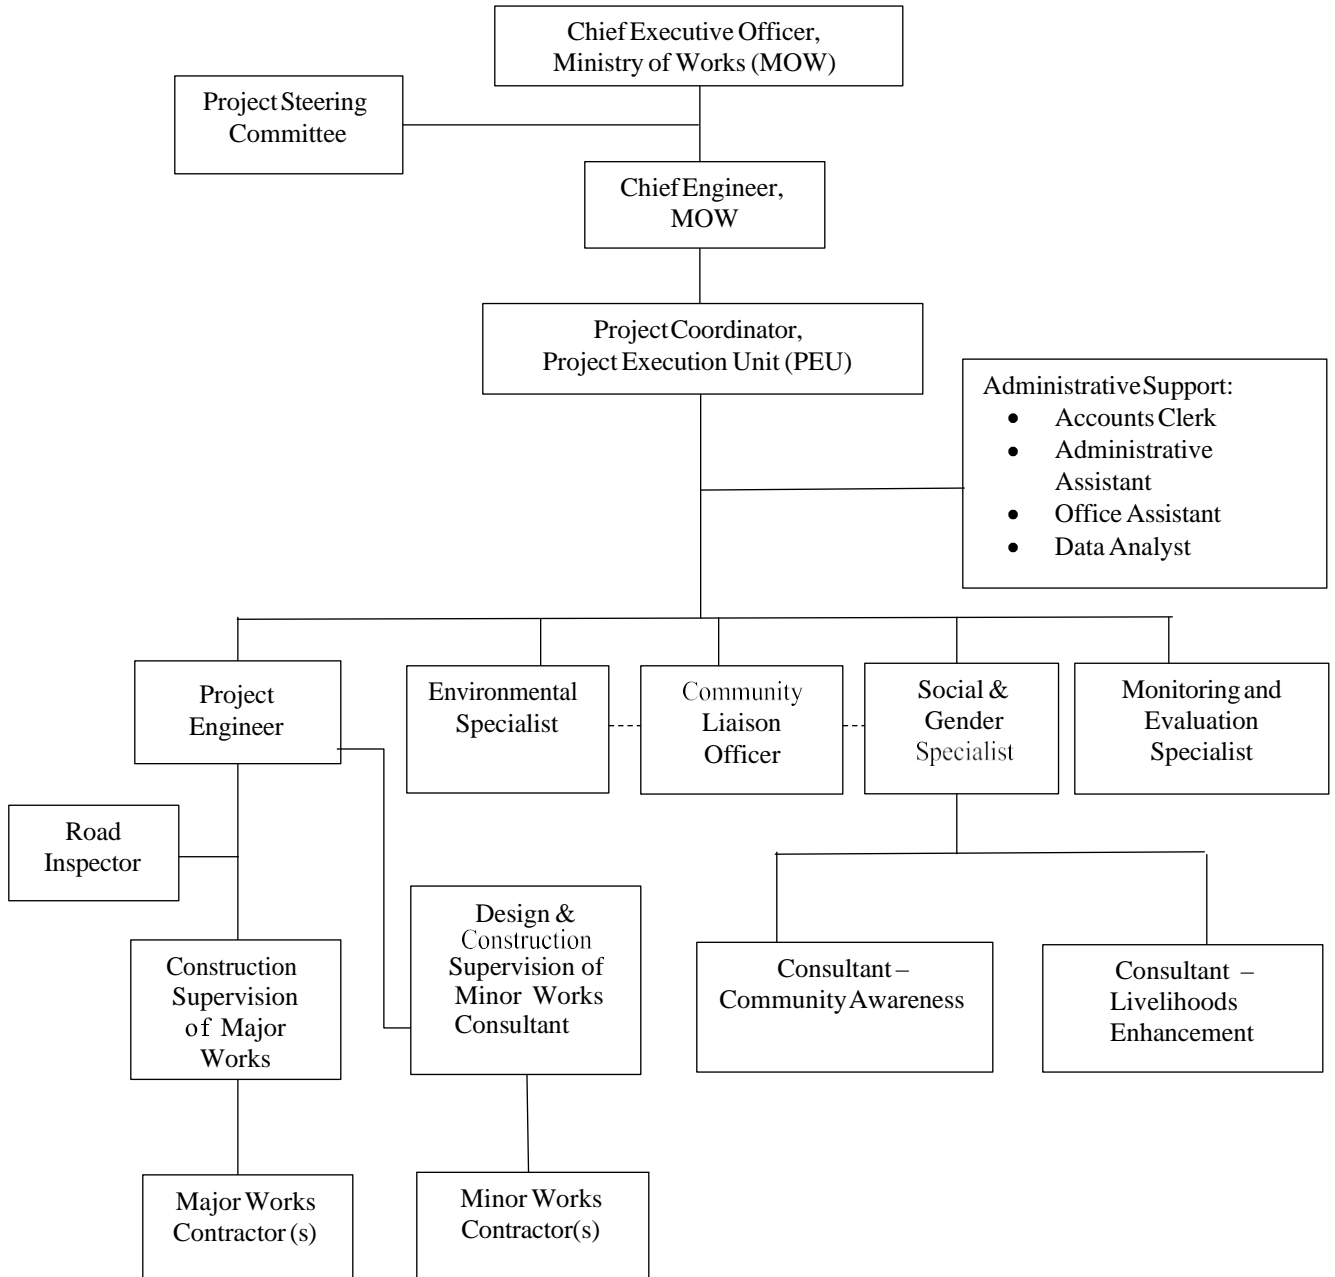 Chief Executive Officer,
Ministry of Works (MOW)
Project Steering
Committee
Chief Engineer,
MOW
Project Coordinator,
Project Execution Unit (PEU)
Administrative Support:
• Accounts Clerk
• Administrative
Assistant
• Office Assistant
• Data Analyst
Project
Engineer
Environmental
Specialist
Community
Liaison
Officer
Social &
Gender
Specialist
Monitoring and
Evaluation
Specialist
Road
Inspector
Design &
Construction
Supervision of
Minor Works
Consultant
Construction
Supervision
of Major
Works
Consultant –
Community Awareness
Consultant –
Livelihoods
Enhancement
Major Works
Contractor (s)
Minor Works
Contractor(s)